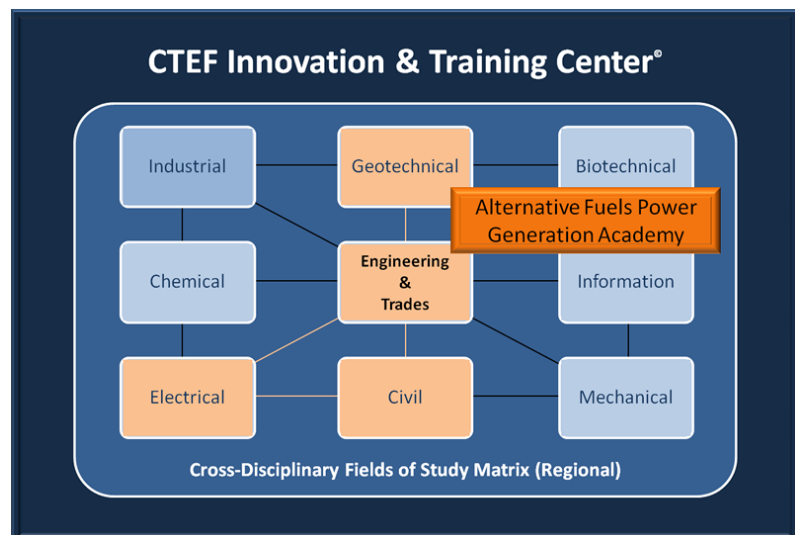 CTEF Innovation & Training Center©
Industrial
Geotechnical
Biotechnical
Alternative Fuels Power
Generation Academy
Chemical
Engineering
&
Trades
Information
Electrical
Civil
Mechanical
Cross-Disciplinary Fields of Study Matrix (Regional)